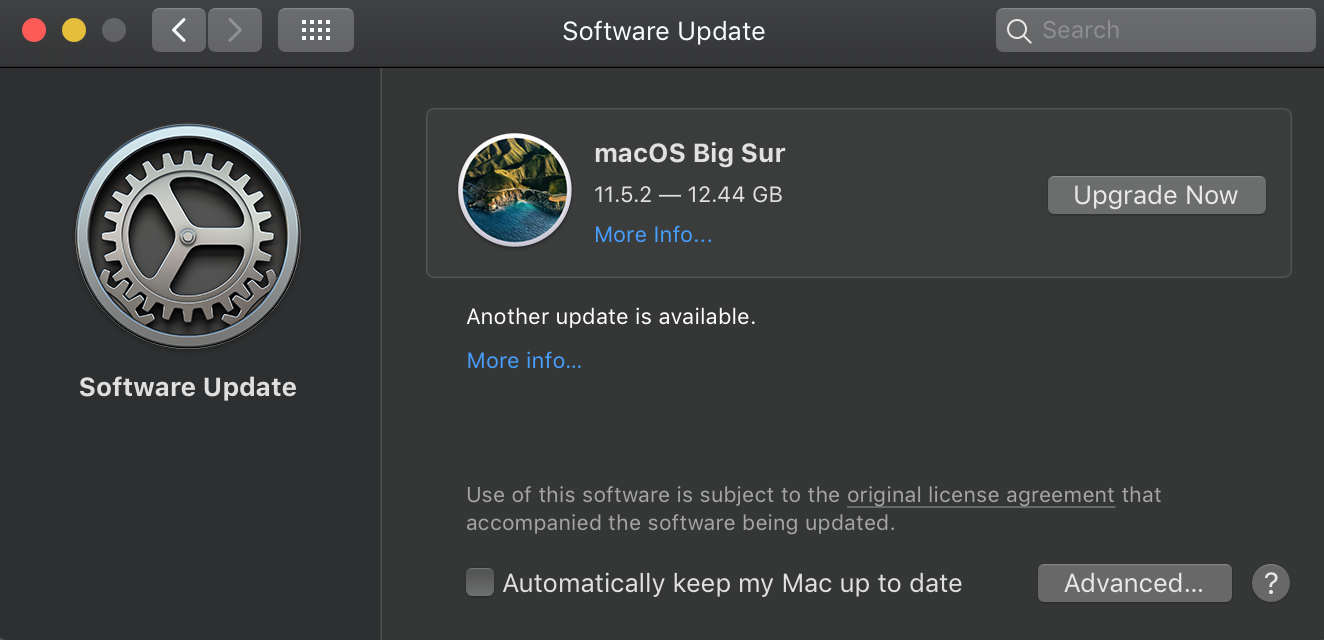 Software Update
Search
Software Update
macOS Big Sur
11.5.2 — 12.44 GB
More Info...
Upgrade Now
Another update is available.
More info...
Use of this software is subject to the original license agreement that
accompanied the software being updated.
Automatically keep my Mac up to date
Advanced...
?